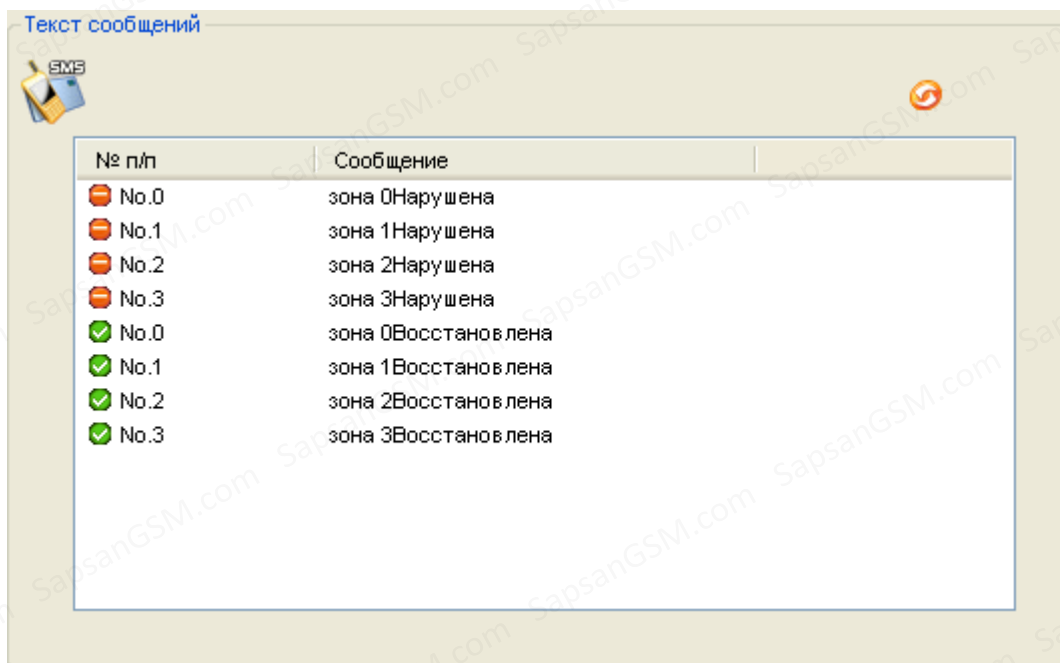 Текст сообщений
SMS
№ п/п Сообщение
No.0 зона 0Нарушена
No.1 зона 1Нарушена
No.2 зона 2Нарушена
No.3 зона 3Нарушена
No.0 зона 0Восстановлена
No.1 зона 1Восстановлена
No.2 зона 2Восстановлена
No.3 зона 3Восстановлена
SapsanGSM.com